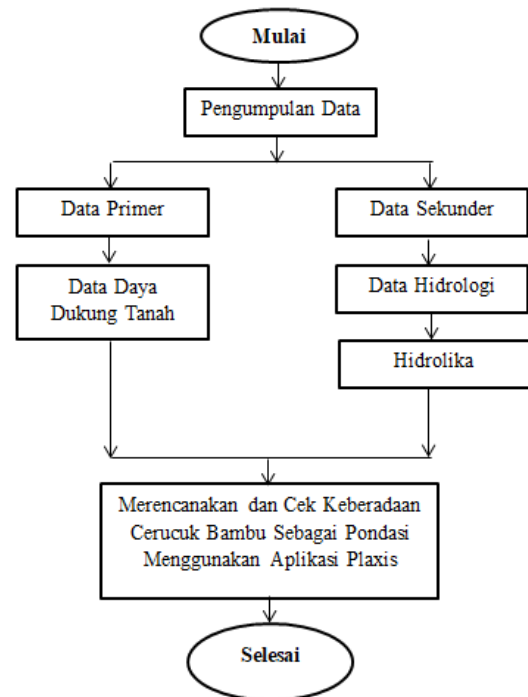 Mulai
Pengumpulan Data
Data Primer
Data Sekunder
Data Daya
Dukung Tanah
Data Hidrologi
Hidrolika
Merencanakan dan Cek Keberadaan
Cerucuk Bambu Sebagai Pondasi
Menggunakan Aplikasi Plaxis
Selesai